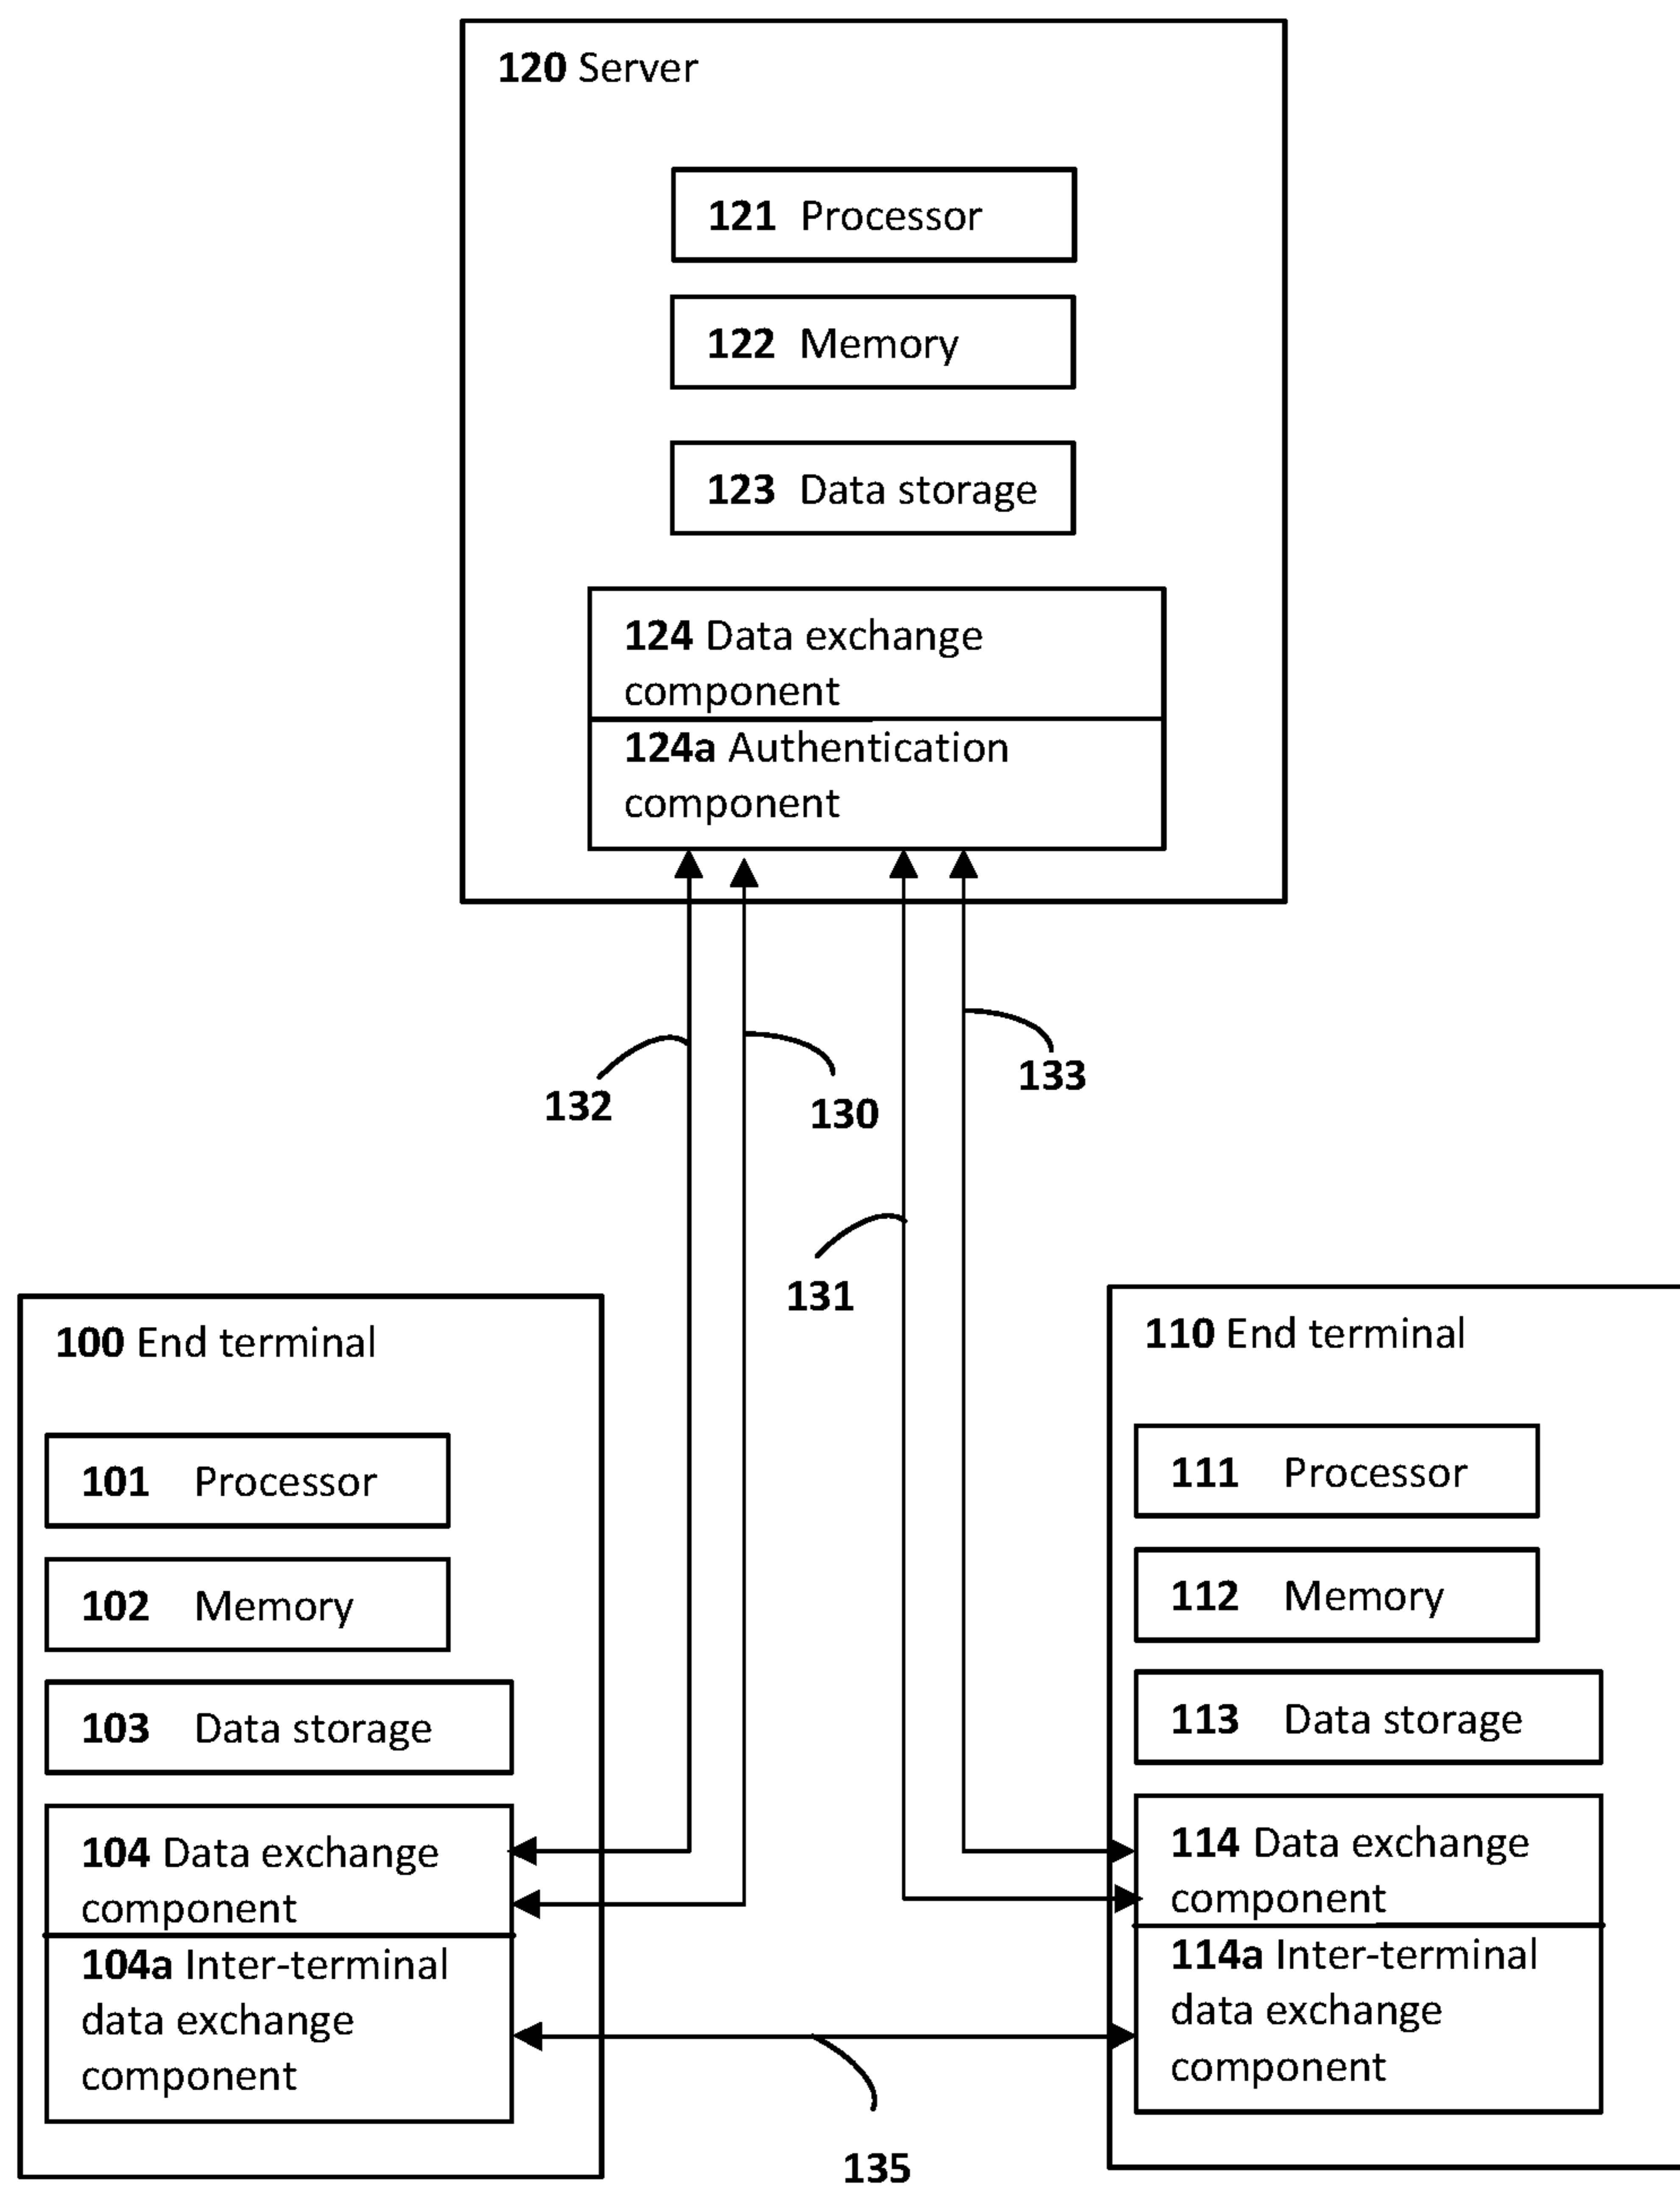 120 Server
121 Processor
122 Memory
123 Data storage
124 Data exchange
component
124a Authentication
component
132
130
133
131
100 End terminal
101 Processor
102 Memory
103 Data storage
104 Data exchange
component
104a Inter-terminal
data exchange
component
110 End terminal
111 Processor
112 Memory
113 Data storage
114 Data exchange
component
114a Inter-terminal
data exchange
component
135